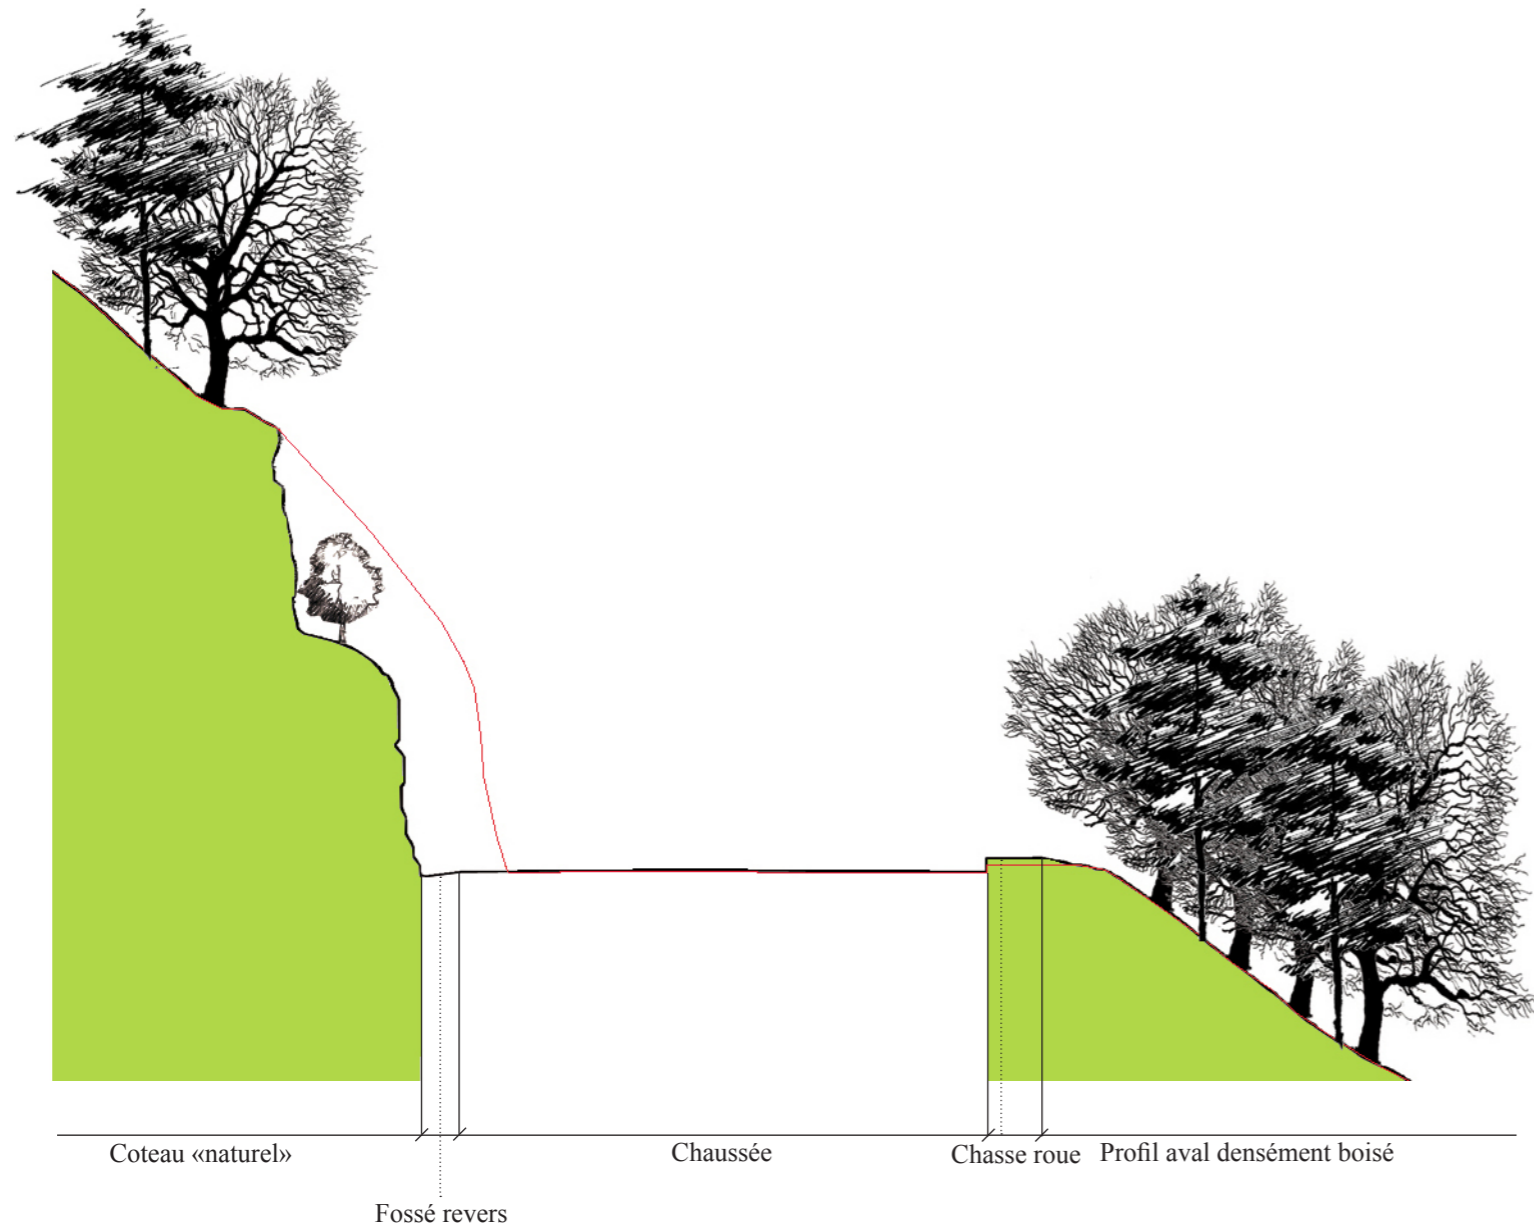 Coteau «naturel»
Chaussée
Chasse roue
Profil aval densément boisé
Fossé revers